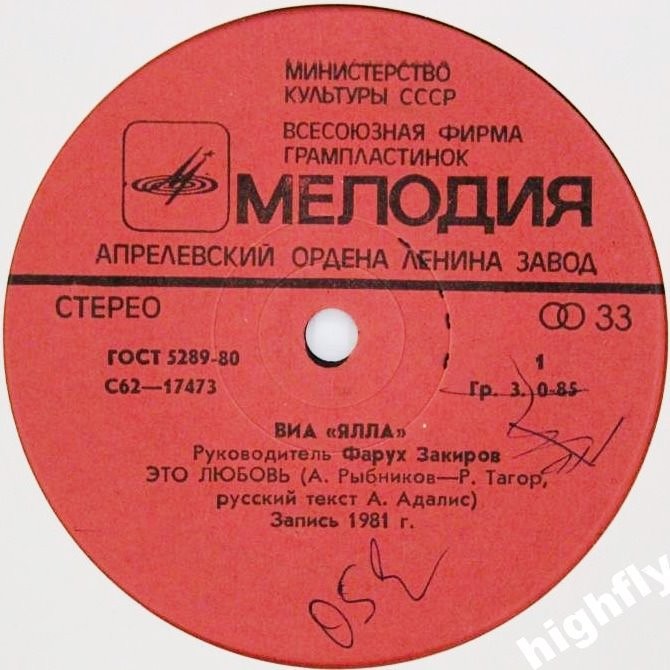 МИНИСТЕРСТВО
КУЛЬТУРЫ СССР
ВСЕСОЮЗНАЯ ФИРМА
ГРАМПЛАСТИНОК
МЕЛОДИЯ
АПРЕЛЕВСКИЙ ОРДЕНА ЛЕНИНА ЗАВОД
СТЕРЕО
33
ГОСТ 5289-80
1
С62—17473
Гр. 3. 0-85
ВИА «ЯЛЛА»
Руководитель Фарух Закиров
ЭТО ЛЮБОВЬ (А. Рыбников—Р. Тагор,
русский текст А. Адалис)
Запись 1981 г.
highfly